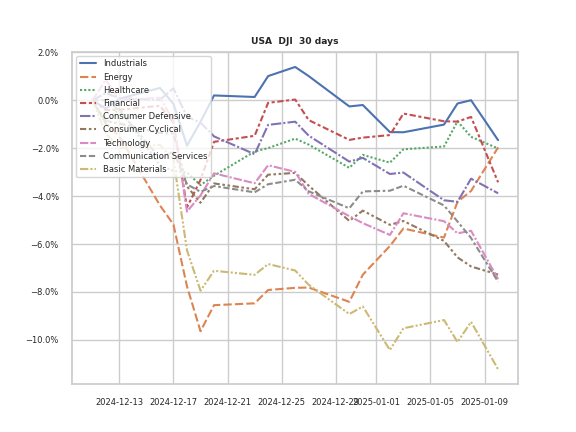 USA DJI 30 days
2.0%
0.0%
−2.0%
−4.0%
−6.0%
−8.0%
−10.0%
Industrials
Energy
Healthcare
Financial
Consumer Defensive
Consumer Cyclical
Technology
Communication Services
Basic Materials
2024-12-13 2024-12-17 2024-12-21 2024-12-25 2024-12-29 2025-01-01 2025-01-05 2025-01-09